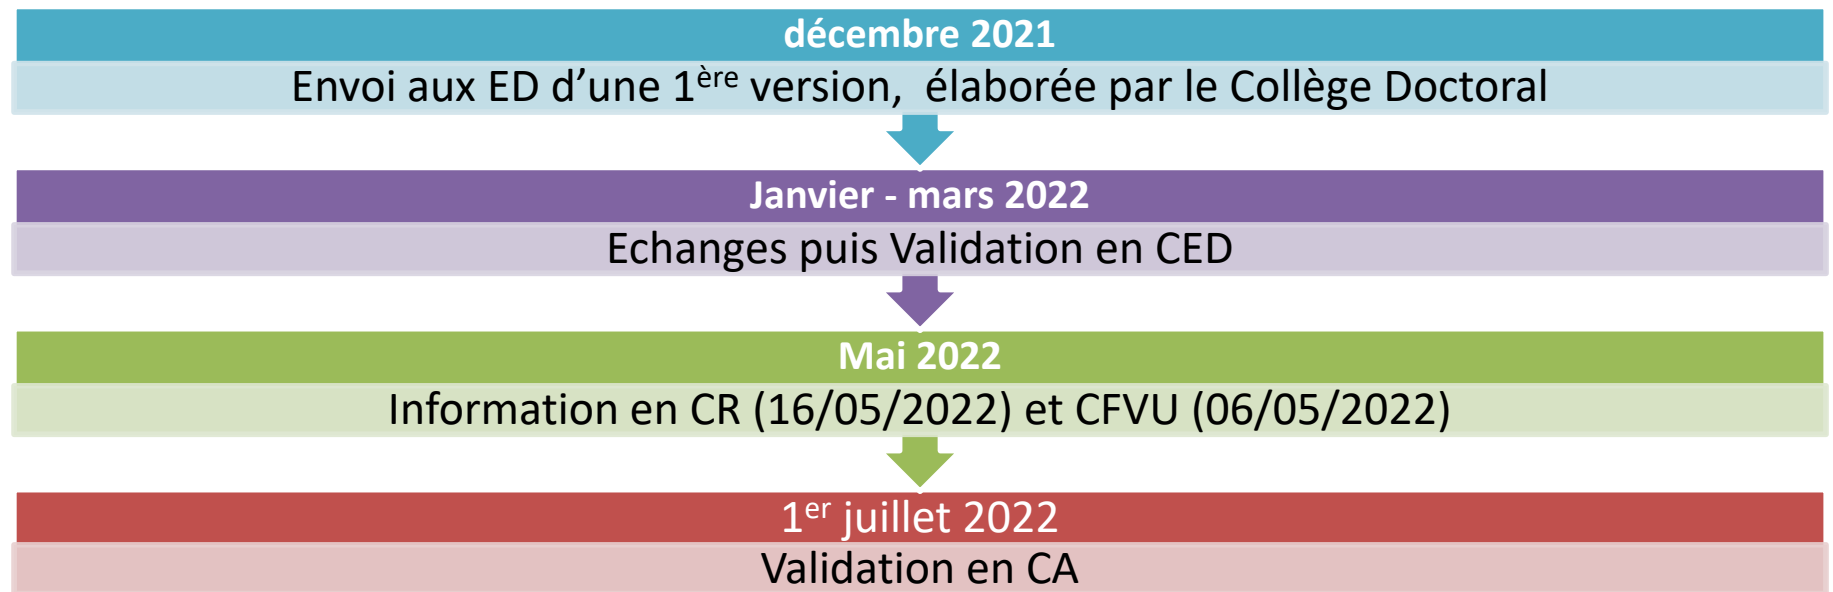 décembre 2021
Envoi aux ED d’une 1ère version,  élaborée par le Collège Doctoral
Janvier - mars 2022
Echanges puis Validation en CED
Mai 2022
Information en CR (16/05/2022) et CFVU (06/05/2022)
1er juillet 2022
Validation en CA